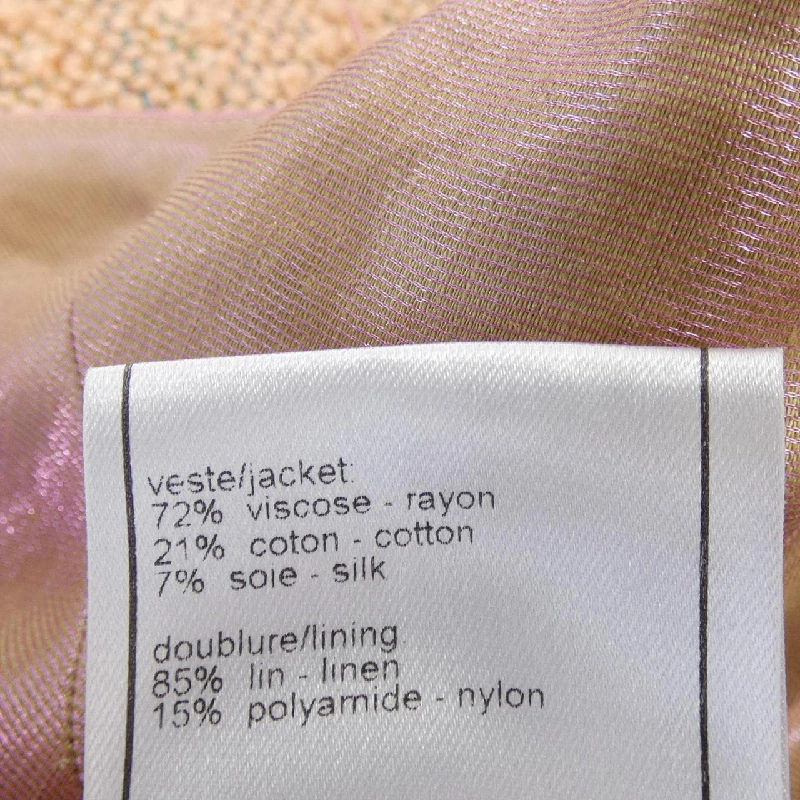 veste/jacket:
72% viscose - rayon
21% coton - cotton
7% soie - silk
doublure/lining
85% lin - linen
15% polyamide - nylon